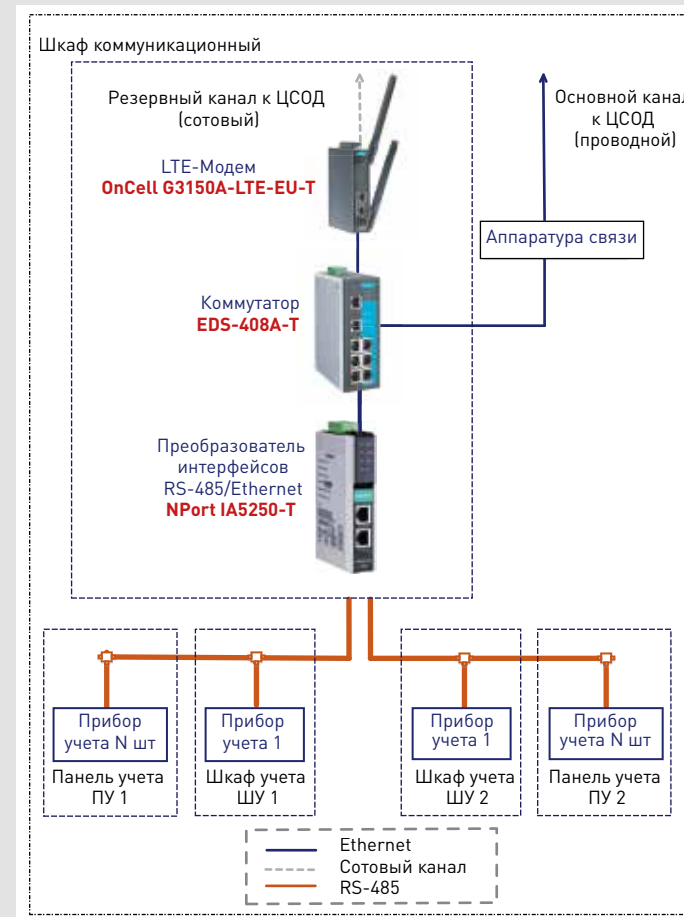 Шкаф коммуникационный
Резервный канал к ЦСОД
(сотовый)
Основной канал
к ЦСОД
(проводной)
LTE-Модем
OnCell G3150A-LTE-EU-T
Аппаратура связи
Коммутатор
EDS-408A-T
Преобразователь
интерфейсов
RS-485/Ethernet
NPort IA5250-T
Прибор
учета N шт
Прибор
учета 1
Прибор
учета 1
Прибор
учета N шт
Панель учета
ПУ 1
Шкаф учета
ШУ 1
Шкаф учета
ШУ 2
Панель учета
ПУ 2
Ethernet
Сотовый канал
RS-485